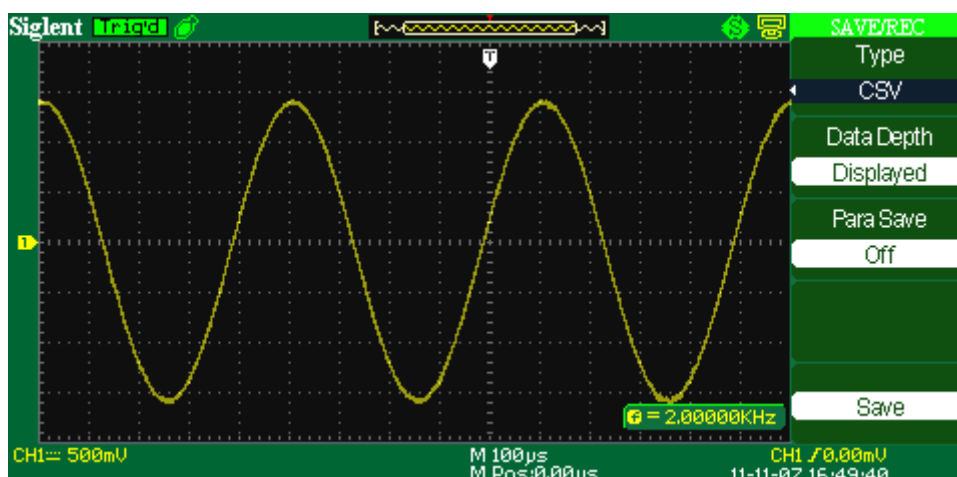 Siglent Trig'd SAVE/REC
Type
CSV
Data Depth
Displayed
Para Save
Off
Save
T
1
f = 2.00000KHz
CH1 500mV M 100µs CH1 0.00mV
M Pos:0.00µs 11-11-07 16:49:40